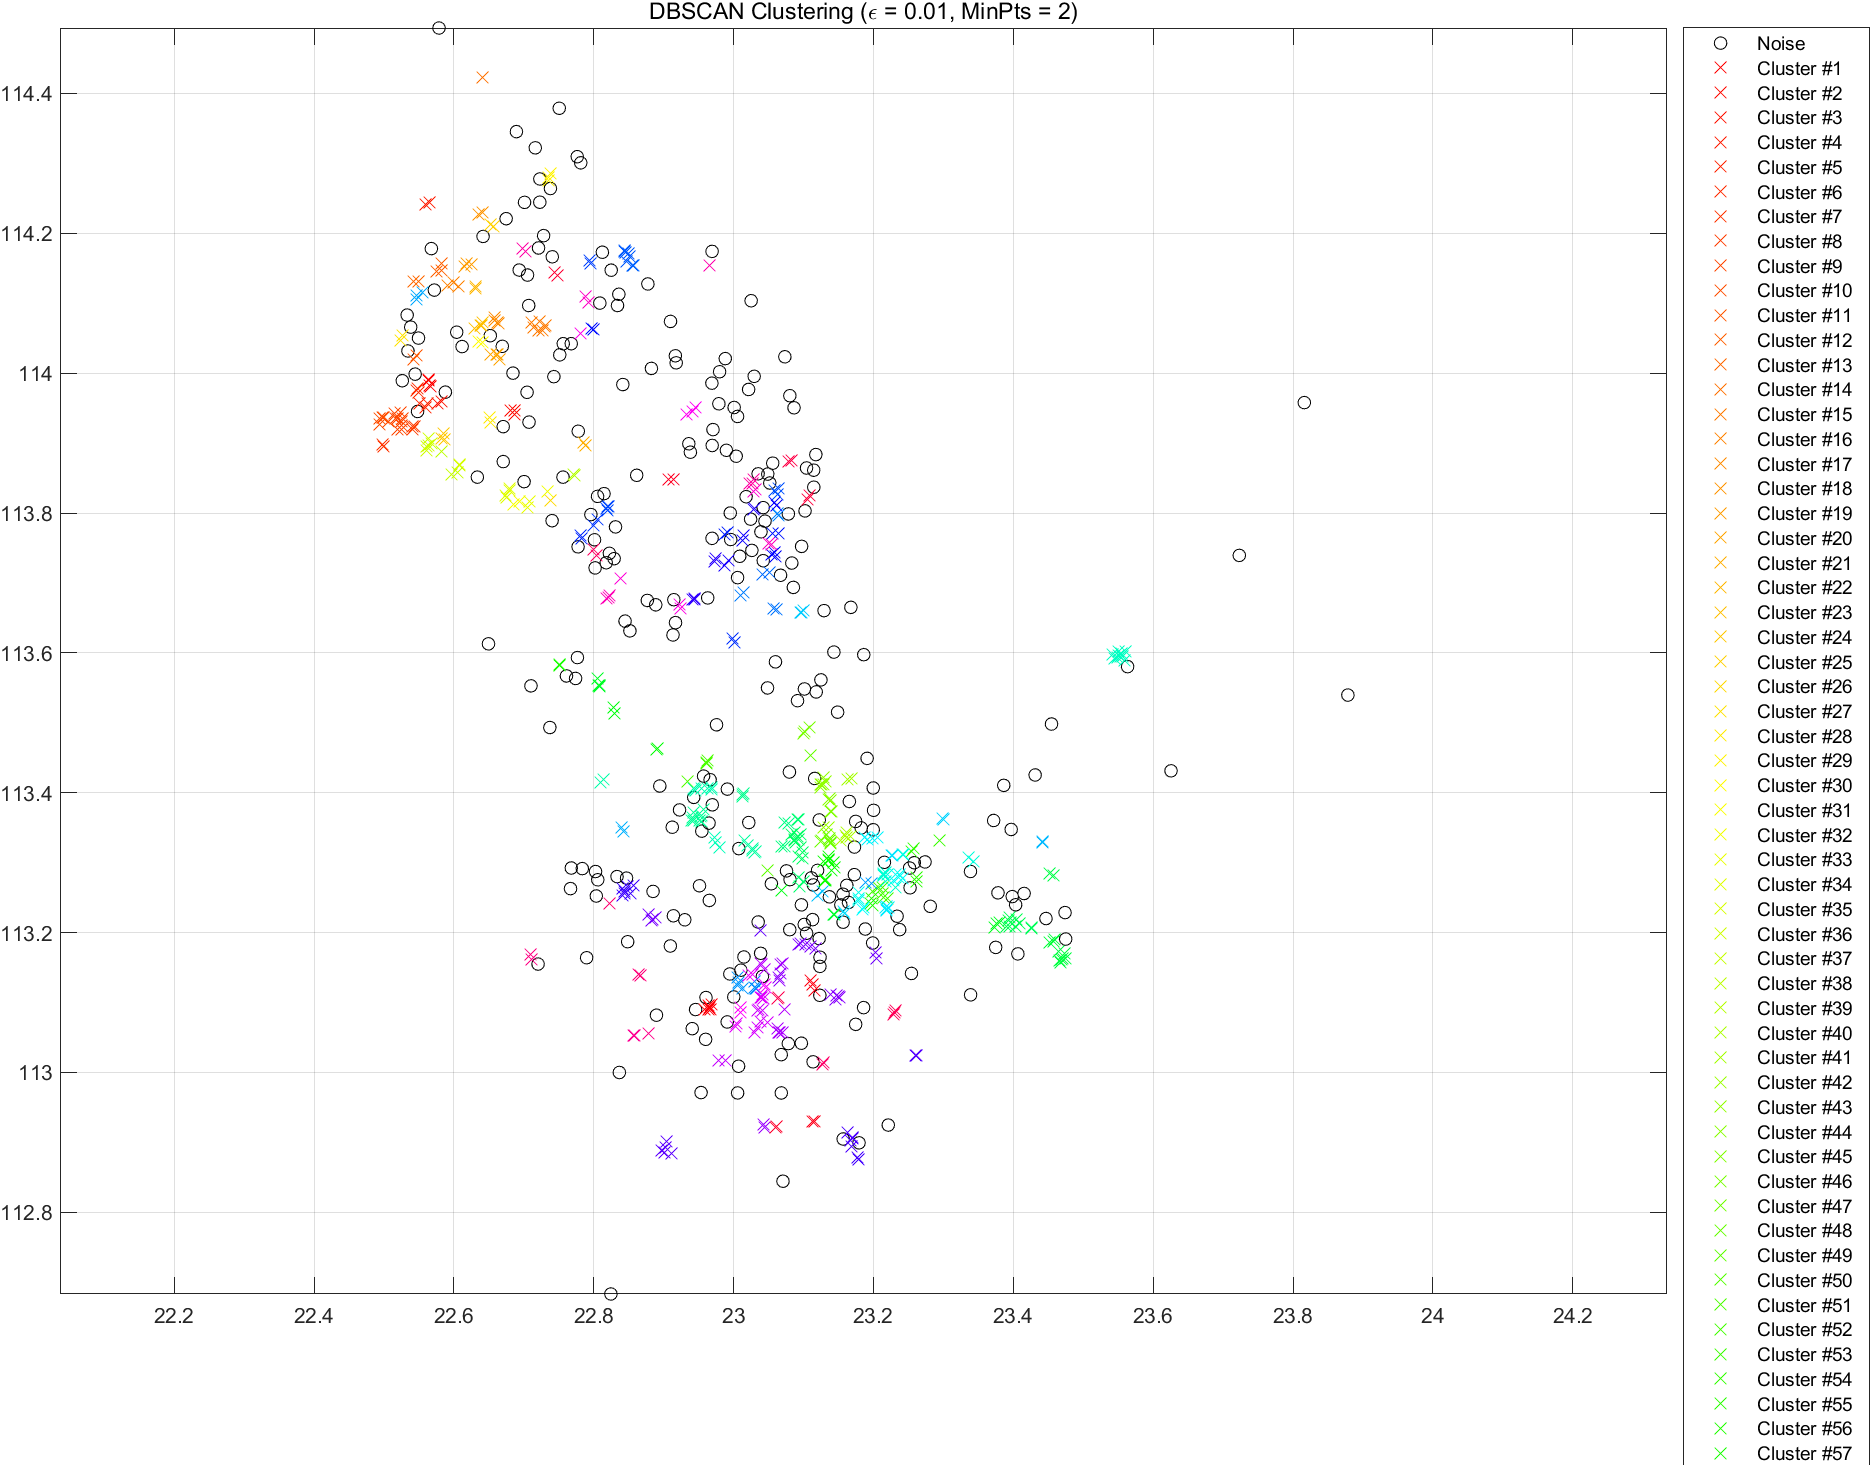 DBSCAN Clustering (ϵ = 0.01, MinPts = 2)
114.4
114.2
114
113.8
113.6
113.4
113.2
113
112.8
22.2 22.4 22.6 22.8 23 23.2 23.4 23.6 23.8 24 24.2
Noise
Cluster #1
Cluster #2
Cluster #3
Cluster #4
Cluster #5
Cluster #6
Cluster #7
Cluster #8
Cluster #9
Cluster #10
Cluster #11
Cluster #12
Cluster #13
Cluster #14
Cluster #15
Cluster #16
Cluster #17
Cluster #18
Cluster #19
Cluster #20
Cluster #21
Cluster #22
Cluster #23
Cluster #24
Cluster #25
Cluster #26
Cluster #27
Cluster #28
Cluster #29
Cluster #30
Cluster #31
Cluster #32
Cluster #33
Cluster #34
Cluster #35
Cluster #36
Cluster #37
Cluster #38
Cluster #39
Cluster #40
Cluster #41
Cluster #42
Cluster #43
Cluster #44
Cluster #45
Cluster #46
Cluster #47
Cluster #48
Cluster #49
Cluster #50
Cluster #51
Cluster #52
Cluster #53
Cluster #54
Cluster #55
Cluster #56
Cluster #57